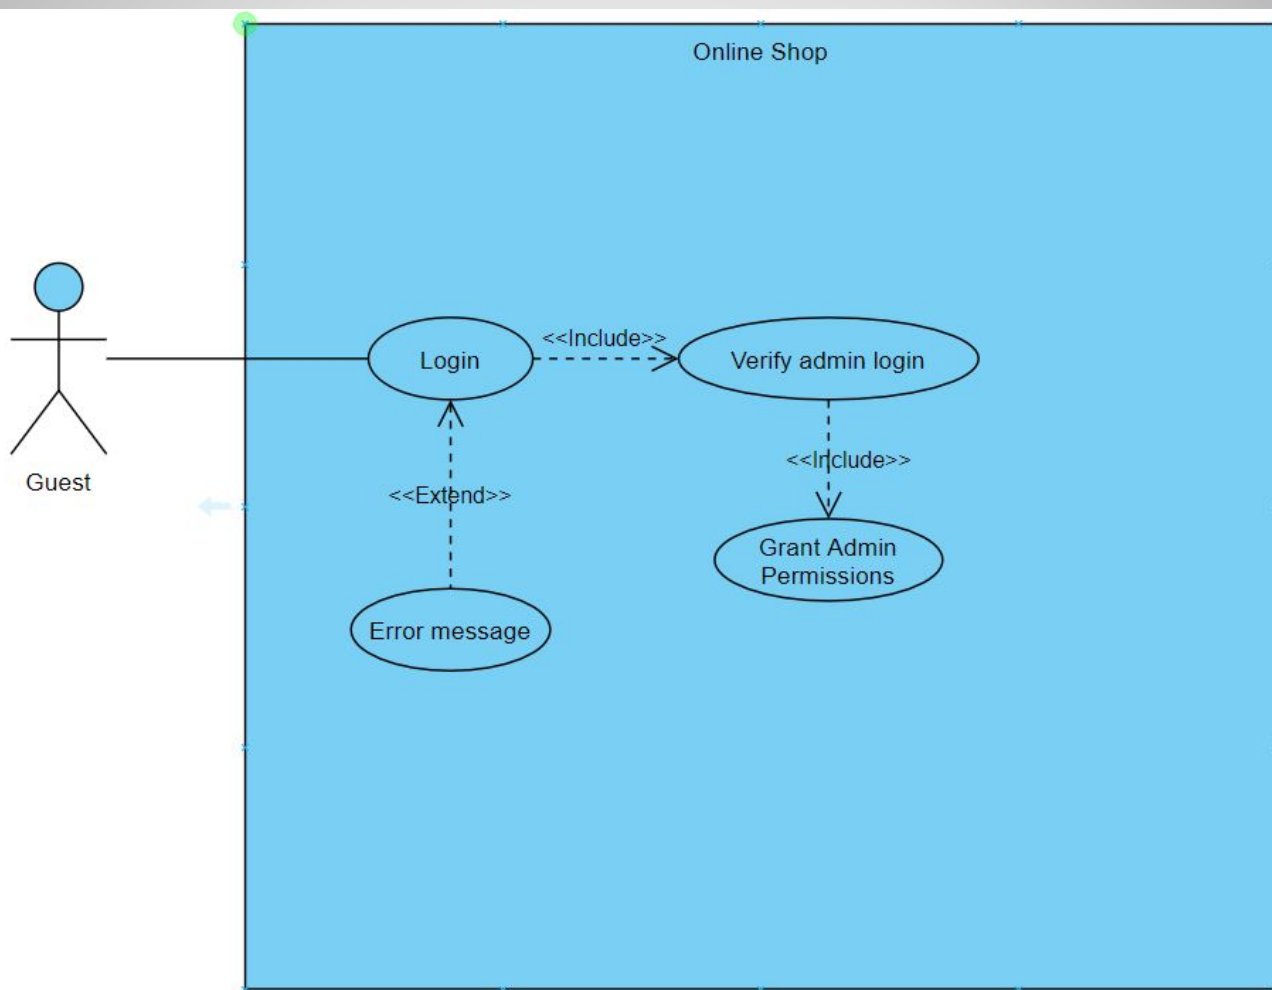 Online Shop
Login
<<Include>>
Verify admin login
<<Include>>
Guest
<<Extend>>
Grant Admin
Permissions
Error message